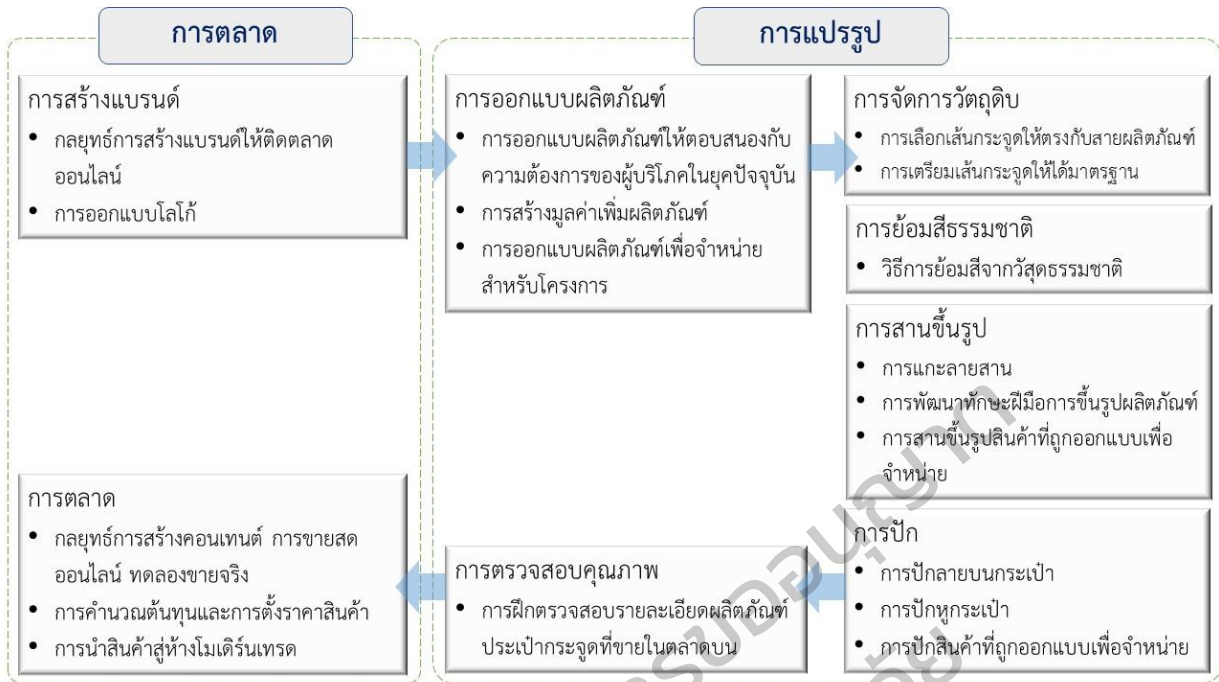 การตลาด
การสร้างแบรนด์
• กลยุทธ์การสร้างแบรนด์ให้ติดตลาด
ออนไลน์
• การออกแบบโลโก้
การแปรรูป
การออกแบบผลิตภัณฑ์
• การออกแบบผลิตภัณฑ์ให้ตอบสนองกับ
ความต้องการของผู้บริโภคในยุคปัจจุบัน
• การสร้างมูลค่าเพิ่มผลิตภัณฑ์
• การออกแบบผลิตภัณฑ์เพื่อจำหน่าย
สำหรับโครงการ
การจัดการวัตถุดิบ
• การเลือกเส้นกระจูดให้ตรงกับสายผลิตภัณฑ์
• การเตรียมเส้นกระจูดให้ได้มาตรฐาน
การย้อมสีธรรมชาติ
• วิธีการย้อมสีจากวัสุดธรรมชาติ
การสานขึ้นรูป
• การแกะลายสาน
• การพัฒนาทักษะฝีมือการขึ้นรูปผลิตภัณฑ์
• การสานขึ้นรูปสินค้าที่ถูกออกแบบเพื่อ
จำหน่าย
การปัก
• การปักลายบนกระเป๋า
• การปักหูกระเป๋า
• การปักสินค้าที่ถูกออกแบบเพื่อจำหน่าย
การตรวจสอบคุณภาพ
• การฝึกตรวจสอบรายละเอียดผลิตภัณฑ์
ประเป๋ากระจูดที่ขายในตลาดบน
การตลาด
• กลยุทธ์การสร้างคอนเทนต์ การขายสด
ออนไลน์ ทดลองขายจริง
• การคำนวณต้นทุนและการตั้งราคาสินค้า
• การนำสินค้าสู่ห้างโมเดิร์นเทรด